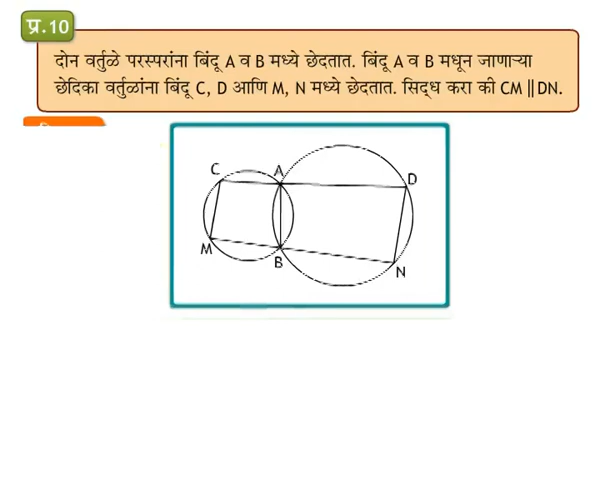 प्र.10
दोन वर्तुळे परस्परांना बिंदू A व B मध्ये छेदतात. बिंदू A व B मधून जाणाऱ्या
छेदिका वर्तुळांना बिंदू C, D आणि M, N मध्ये छेदतात. सिद्ध करा की CM || DN.
C A D
M B N